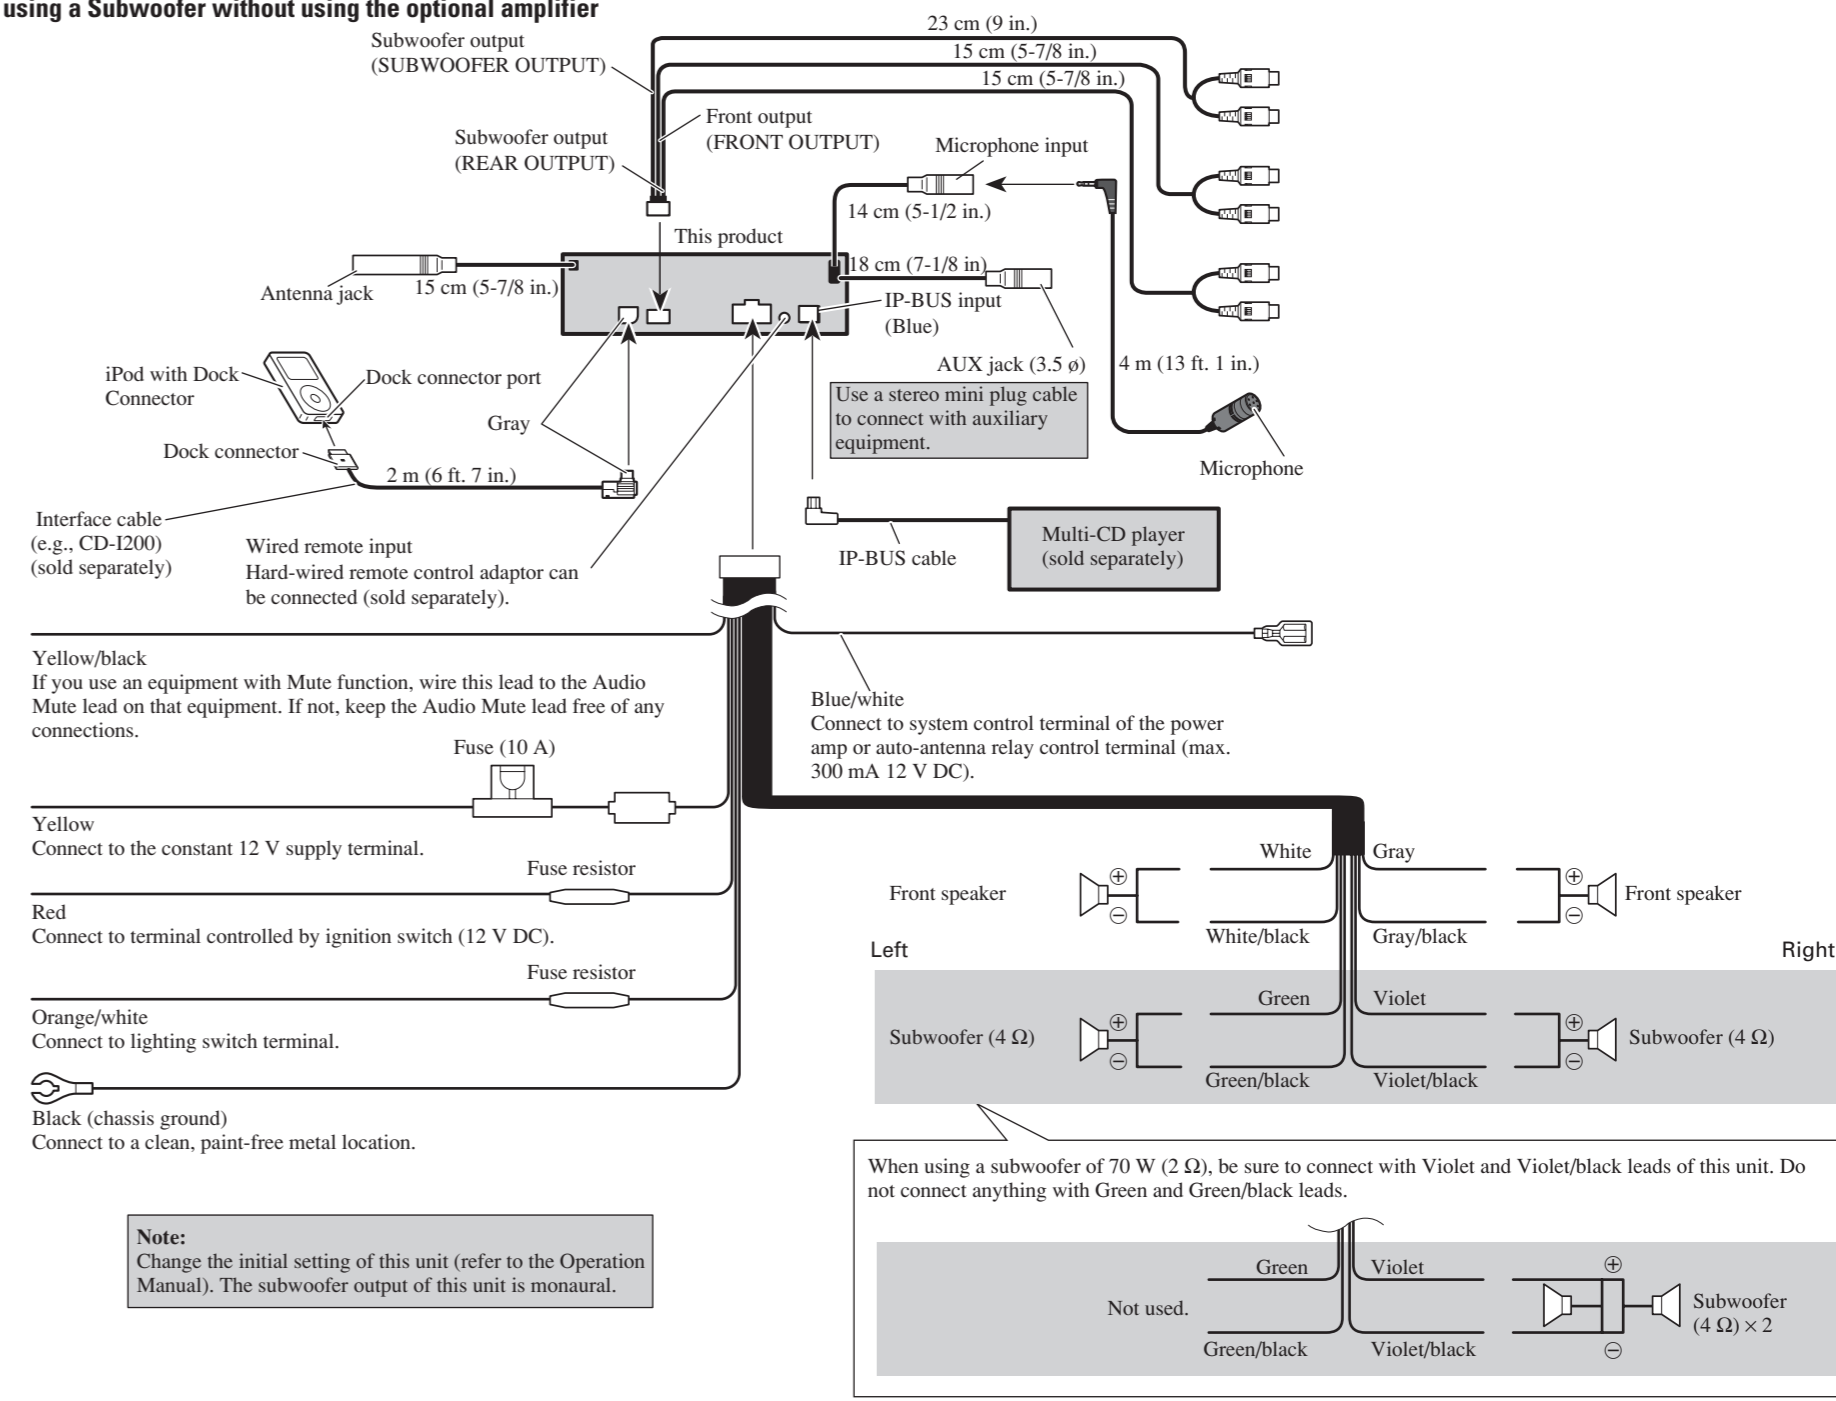 using a Subwoofer without using the optional amplifier
23 cm (9 in.)
Subwoofer output
(SUBWOOFER OUTPUT)
15 cm (5-7/8 in.)
15 cm (5-7/8 in.)
Front output
(FRONT OUTPUT)
Subwoofer output
(REAR OUTPUT)
Microphone input
14 cm (5-1/2 in.)
This product
18 cm (7-1/8 in)
Antenna jack
15 cm (5-7/8 in.)
IP-BUS input
(Blue)
AUX jack (3.5 ø)
4 m (13 ft. 1 in.)
iPod with Dock
Connector
Dock connector port
Use a stereo mini plug cable
to connect with auxiliary
equipment.
Gray
Dock connector
2 m (6 ft. 7 in.)
Microphone
Interface cable
(e.g., CD-I200)
(sold separately)
Wired remote input
Hard-wired remote control adaptor can
be connected (sold separately).
IP-BUS cable
Multi-CD player
(sold separately)
Yellow/black
If you use an equipment with Mute function, wire this lead to the Audio
Mute lead on that equipment. If not, keep the Audio Mute lead free of any
connections.
Blue/white
Connect to system control terminal of the power
amp or auto-antenna relay control terminal (max.
300 mA 12 V DC).
Fuse (10 A)
Yellow
Connect to the constant 12 V supply terminal.
Fuse resistor
Red
Connect to terminal controlled by ignition switch (12 V DC).
Fuse resistor
Orange/white
Connect to lighting switch terminal.
Black (chassis ground)
Connect to a clean, paint-free metal location.
White
Gray
Front speaker
⊕
⊖
⊕
⊖
Front speaker
White/black
Gray/black
Left
Right
Green
Violet
Subwoofer (4 Ω)
⊕
⊖
⊕
⊖
Subwoofer (4 Ω)
Green/black
Violet/black
When using a subwoofer of 70 W (2 Ω), be sure to connect with Violet and Violet/black leads of this unit. Do
not connect anything with Green and Green/black leads.
Green
Violet
⊕
Not used.
Subwoofer
(4 Ω) × 2
Green/black
Violet/black
⊖
Note:
Change the initial setting of this unit (refer to the Operation
Manual). The subwoofer output of this unit is monaural.